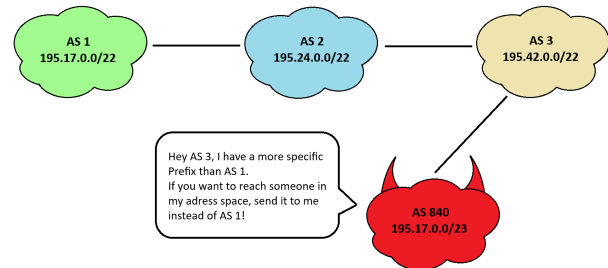 AS 1
195.17.0.0/22
AS 2
195.24.0.0/22
AS 3
195.42.0.0/22
Hey AS 3, I have a more specific
Prefix than AS 1.
If you want to reach someone in
my adress space, send it to me
instead of AS 1!
AS 840
195.17.0.0/23